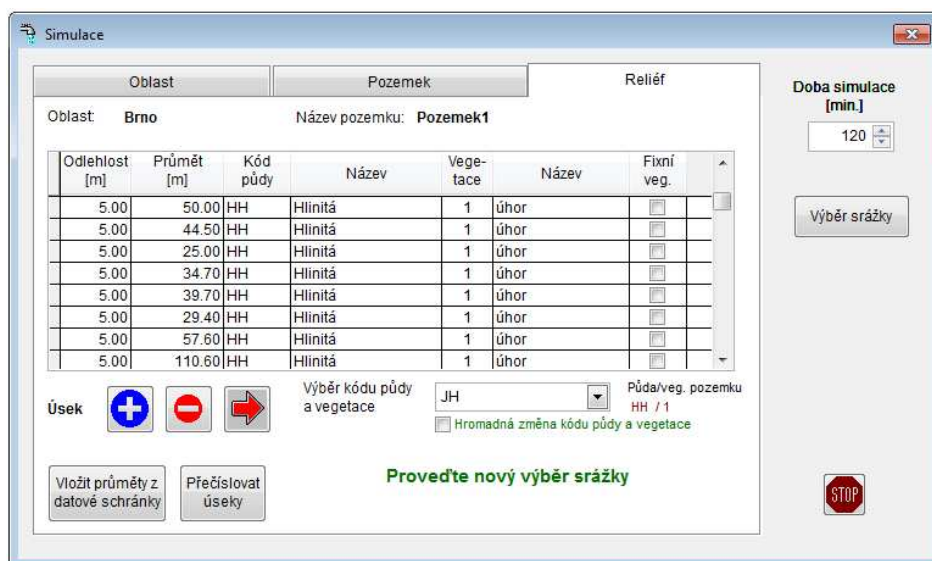 Simulace
Oblast Pozemek Reliéf
Oblast: Brno Název pozemku: Pozemek1
Odlehlost [m] Průmět [m] Kód půdy Název Vege- tace Název Fixní veg.
5.00 50.00 HH Hlinitá 1 úhor
5.00 44.50 HH Hlinitá 1 úhor
5.00 25.00 HH Hlinitá 1 úhor
5.00 34.70 HH Hlinitá 1 úhor
5.00 39.70 HH Hlinitá 1 úhor
5.00 29.40 HH Hlinitá 1 úhor
5.00 57.60 HH Hlinitá 1 úhor
5.00 110.60 HH Hlinitá 1 úhor
Úsek
Výběr kódu půdy
a vegetace
JH
Půda/veg. pozemku
HH / 1
Hromadná změna kódu půdy a vegetace
Vložit průměty z
datové schránky
Přečíslovat
úseky
Proveďte nový výběr srážky
Doba simulace
[min.]
120
Výběr srážky
STOP